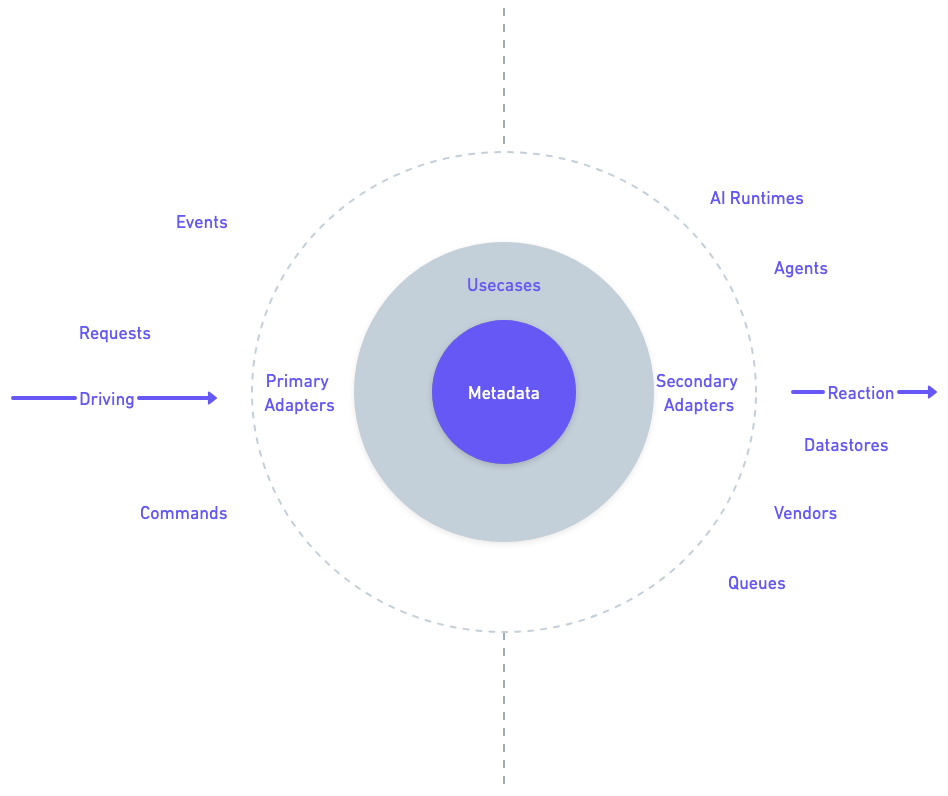 AI Runtimes
Events
Agents
Usecases
Requests
Primary
Adapters
Metadata
Secondary
Adapters
Driving
Reaction
Datastores
Commands
Vendors
Queues